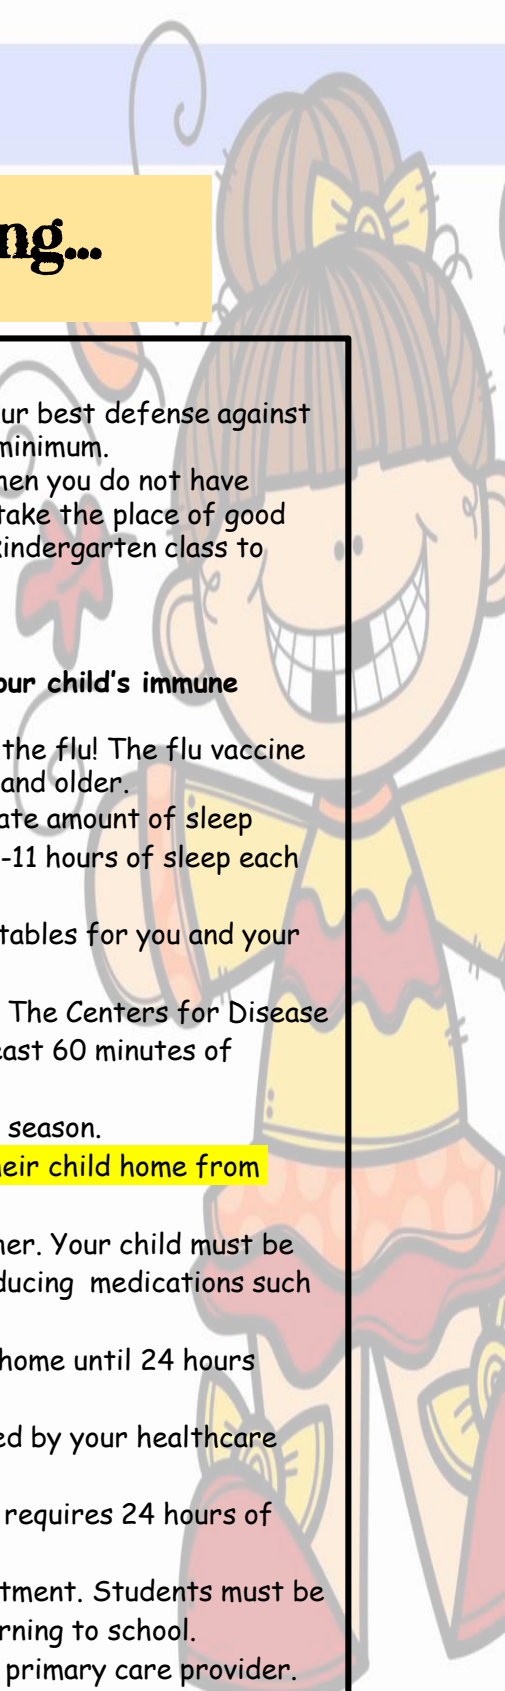 ng...
ur best defense against
minimum.
hen you do not have
take the place of good
Kindergarten class to
our child's immune
the flu! The flu vaccine
and older.
ate amount of sleep
-11 hours of sleep each
tables for you and your
The Centers for Disease
east 60 minutes of
season.
heir child home from
ner. Your child must be
ducing medications such
home until 24 hours
ed by your healthcare
requires 24 hours of
tment. Students must be
rning to school.
primary care provider.